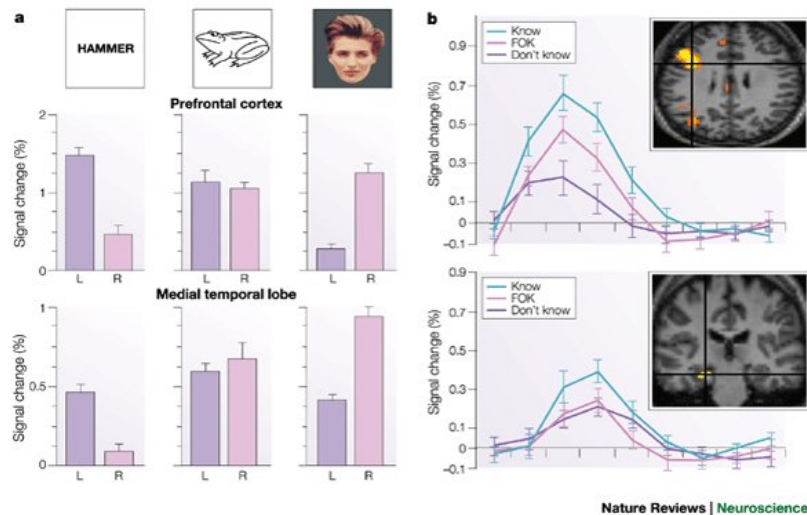 a
HAMMER
Prefrontal cortex
Signal change (%)
2
1
0
L R
L R
L R
Medial temporal lobe
Signal change (%)
1
0.5
0
L R
L R
L R
b
Know
FOK
Don't know
Signal change (%)
0.9
0.7
0.5
0.3
0.1
0
–0.1
Know
FOK
Don't know
Signal change (%)
0.9
0.7
0.5
0.3
0.1
0
–0.1
Nature Reviews | Neuroscience